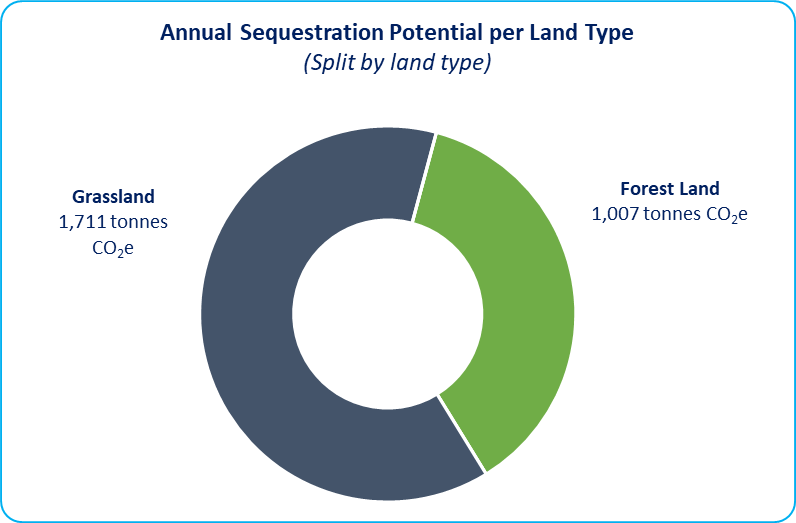 Annual Sequestration Potential per Land Type
(Split by land type)
Grassland
1,711 tonnes
CO₂e
Forest Land
1,007 tonnes CO₂e